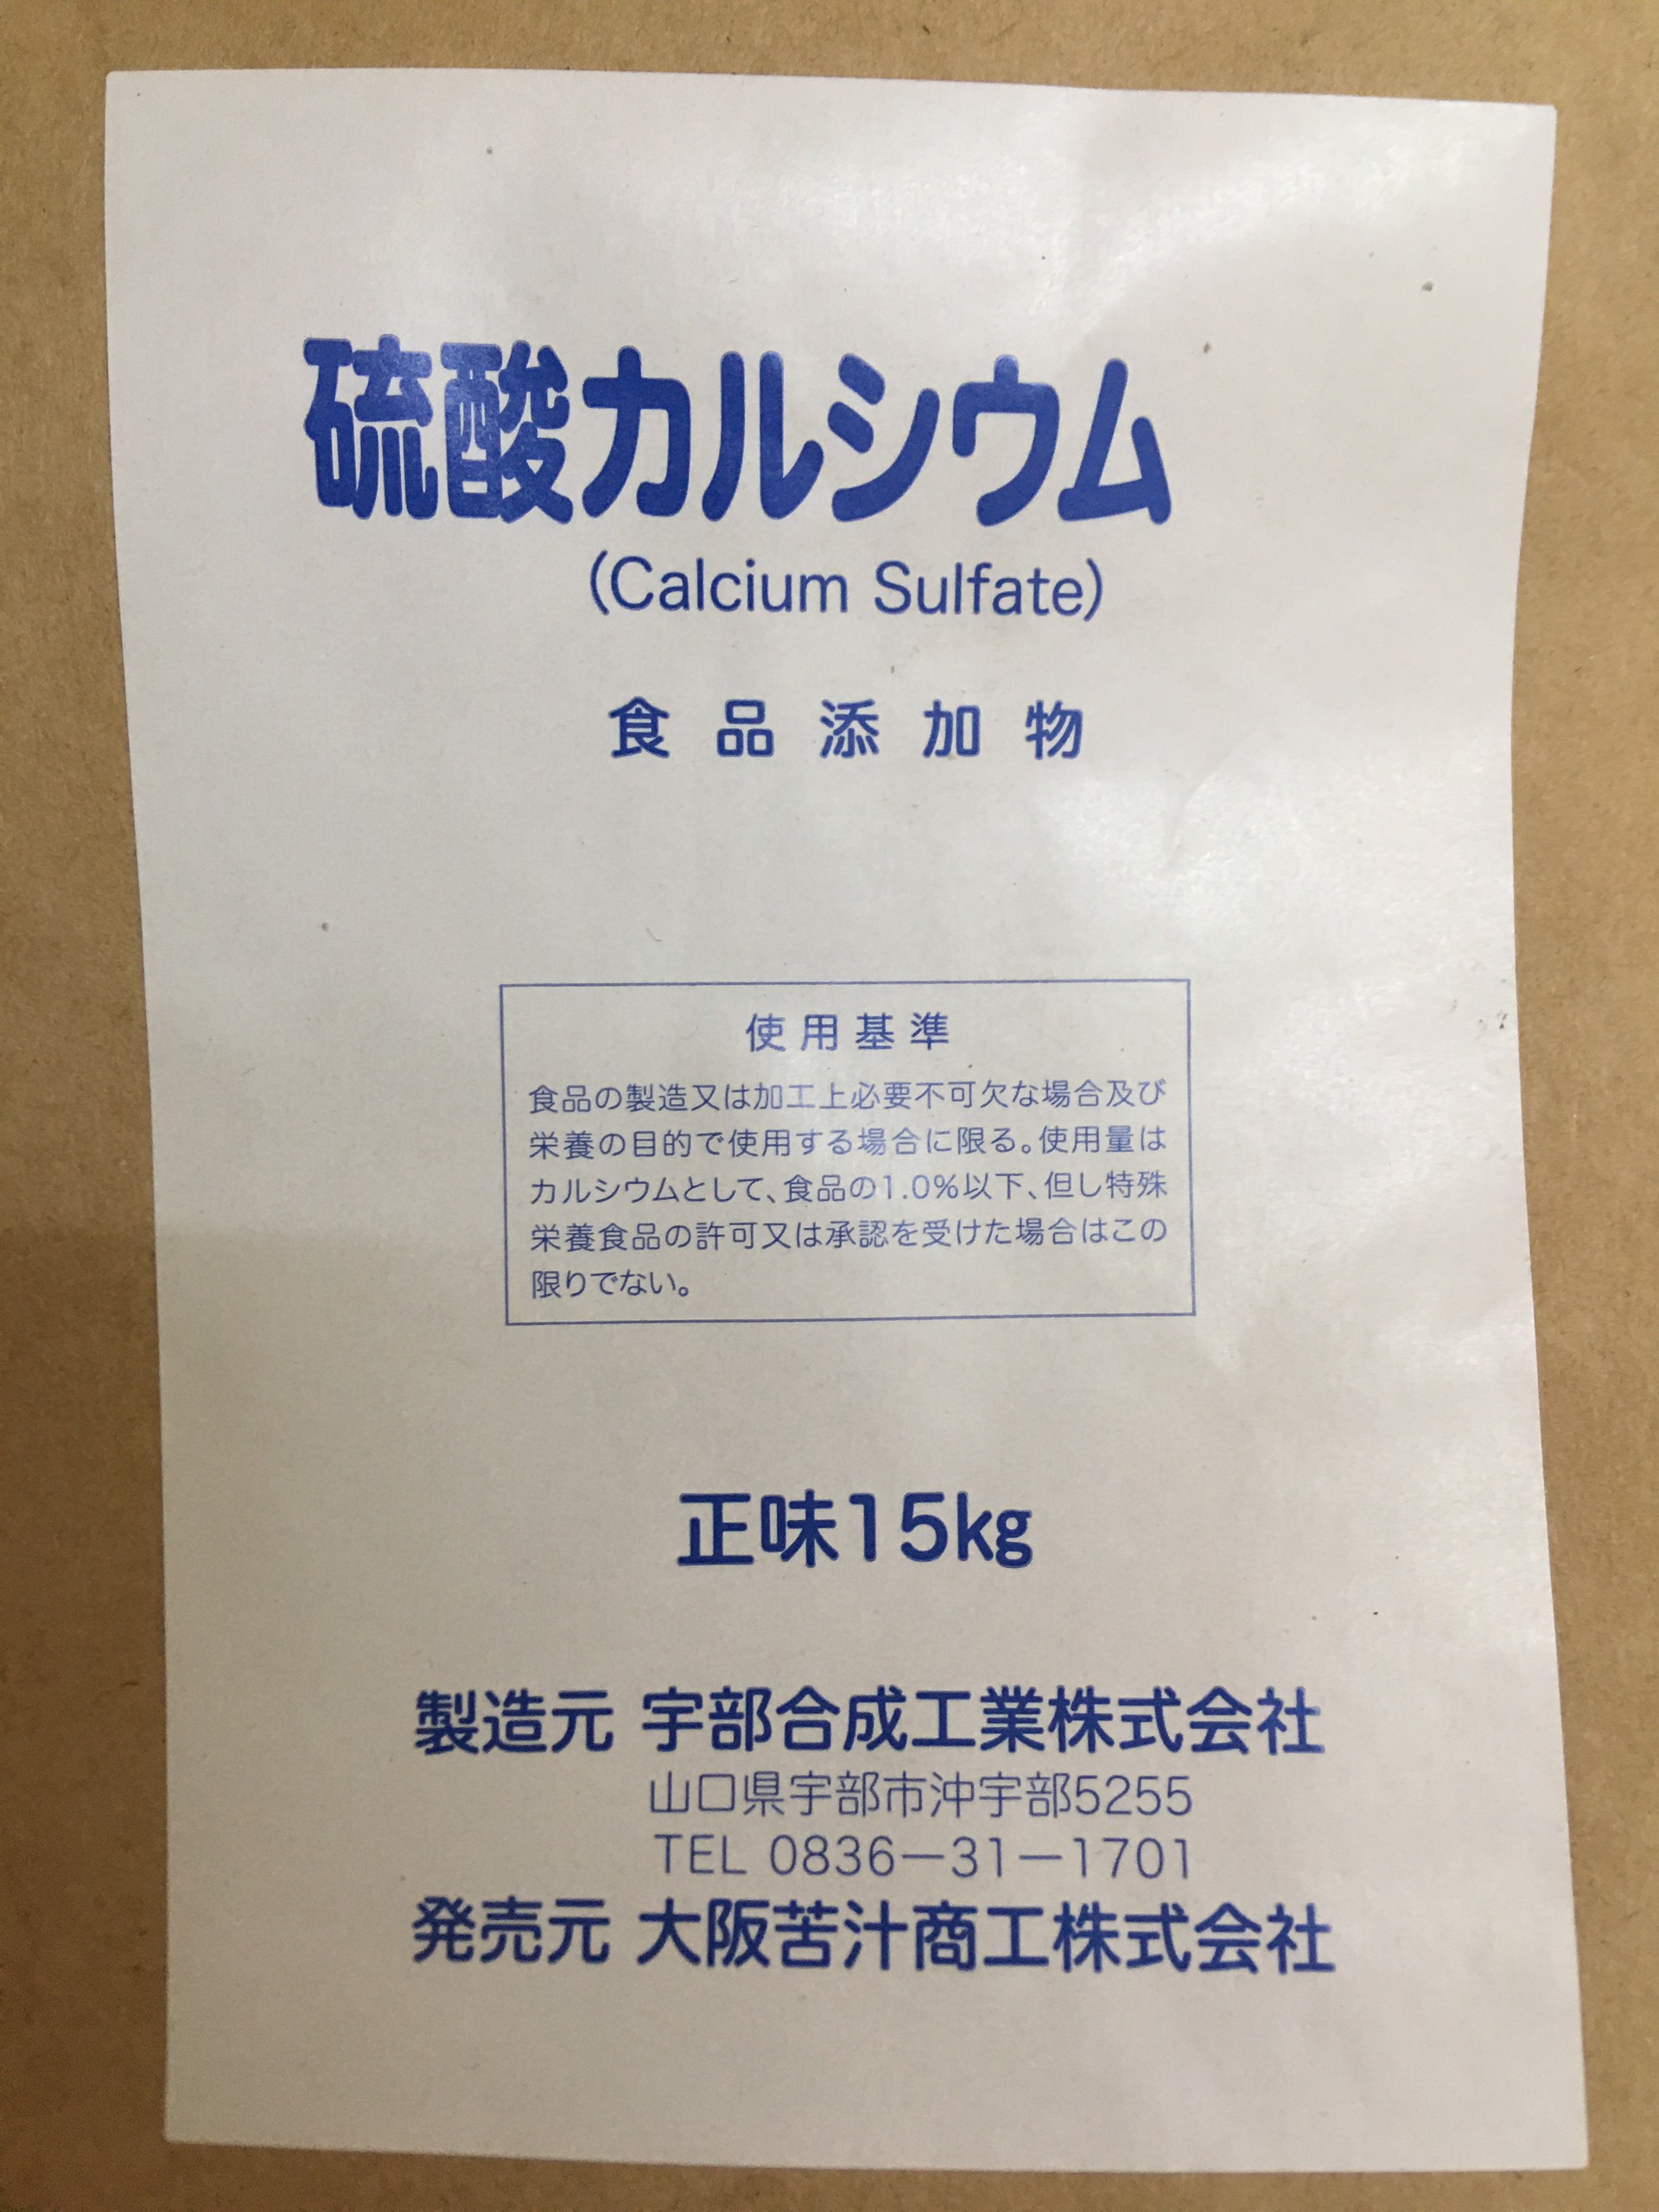 硫酸カルシウム
(Calcium Sulfate)
食品添加物
使用基準
食品の製造又は加工上必要不可欠な場合及び
栄養の目的で使用する場合に限る。使用量は
カルシウムとして、食品の1.0%以下、但し特殊
栄養食品の許可又は承認を受けた場合はこの
限りでない。
正味15kg
製造元 宇部合成工業株式会社
山口県宇部市沖宇部5255
TEL 0836－31－1701
発売元 大阪苦汁商工株式会社